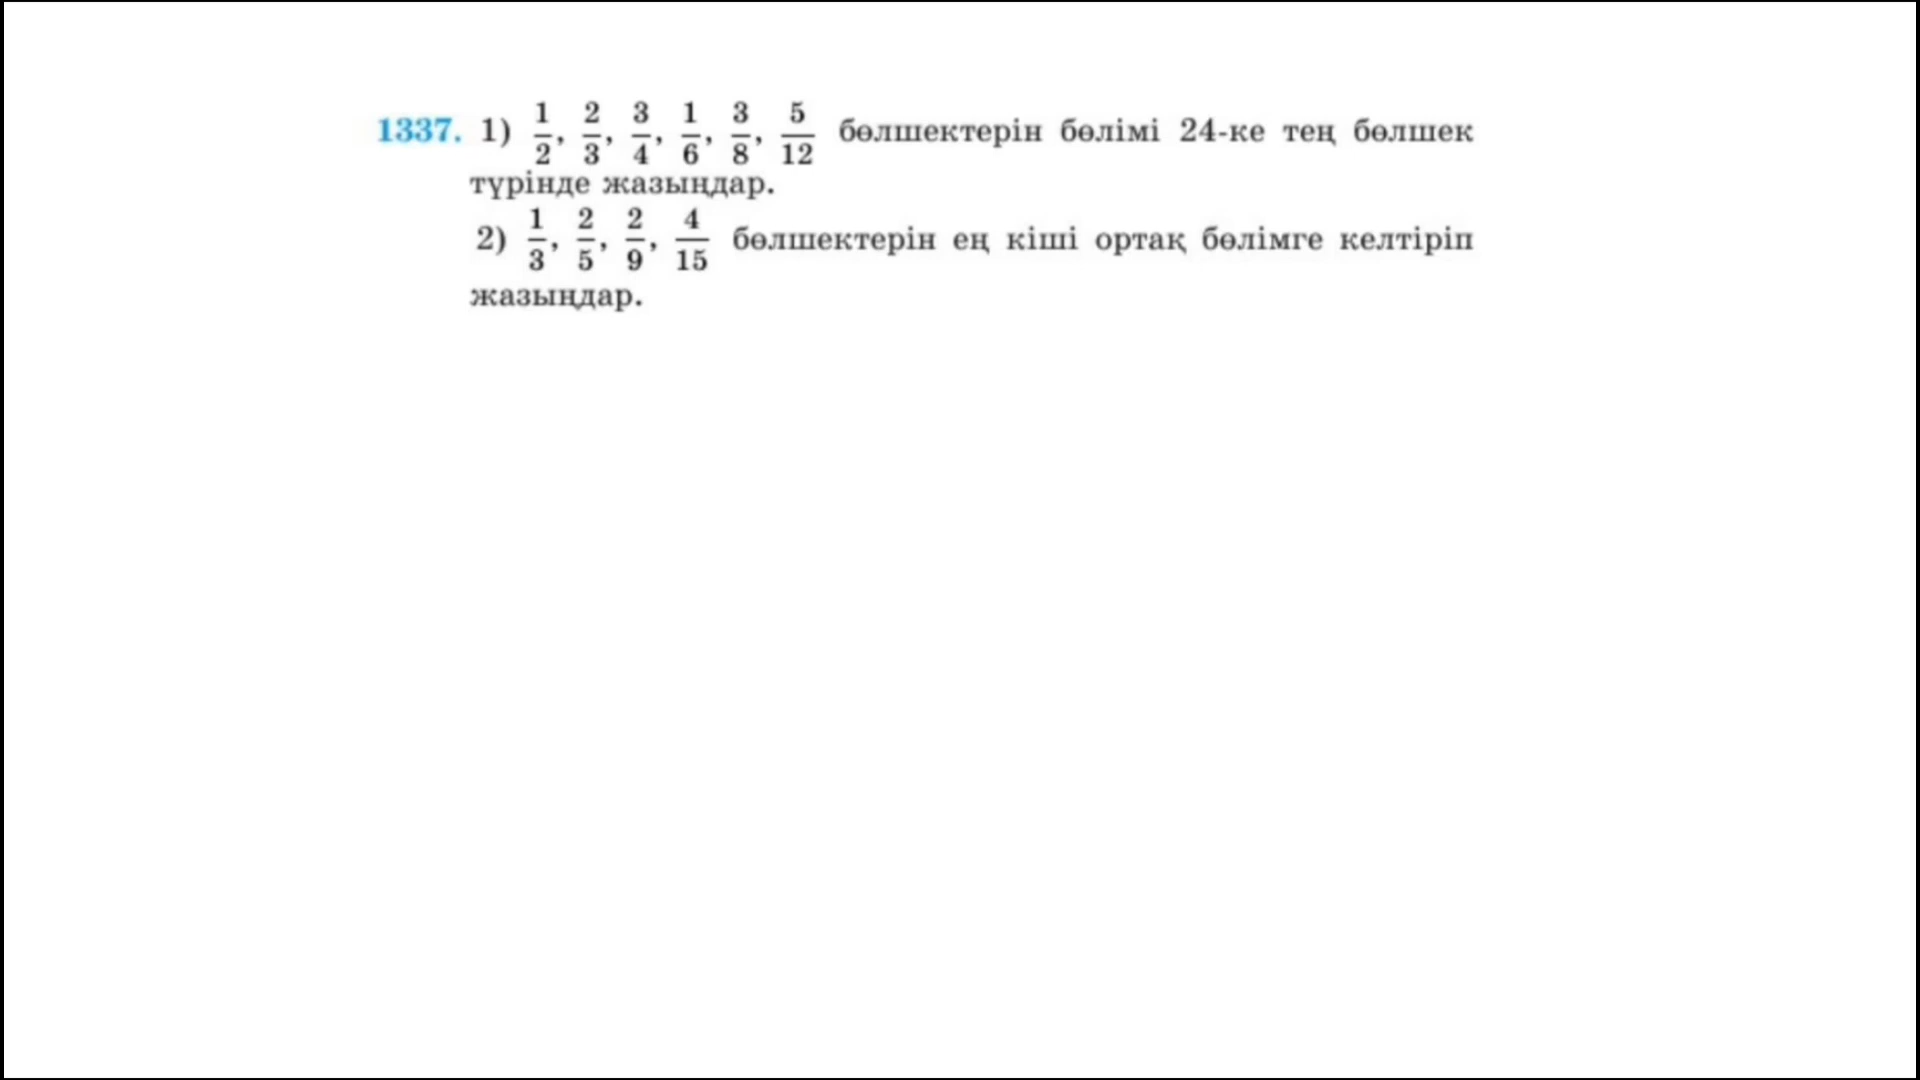 1337. 1) 1/2, 2/3, 3/4, 1/6, 3/8, 5/12 бөлшектерін бөлімі 24-ке тең бөлшек
түрінде жазыңдар.
2) 1/3, 2/5, 2/9, 4/15 бөлшектерін ең кіші ортақ бөлімге келтіріп
жазыңдар.